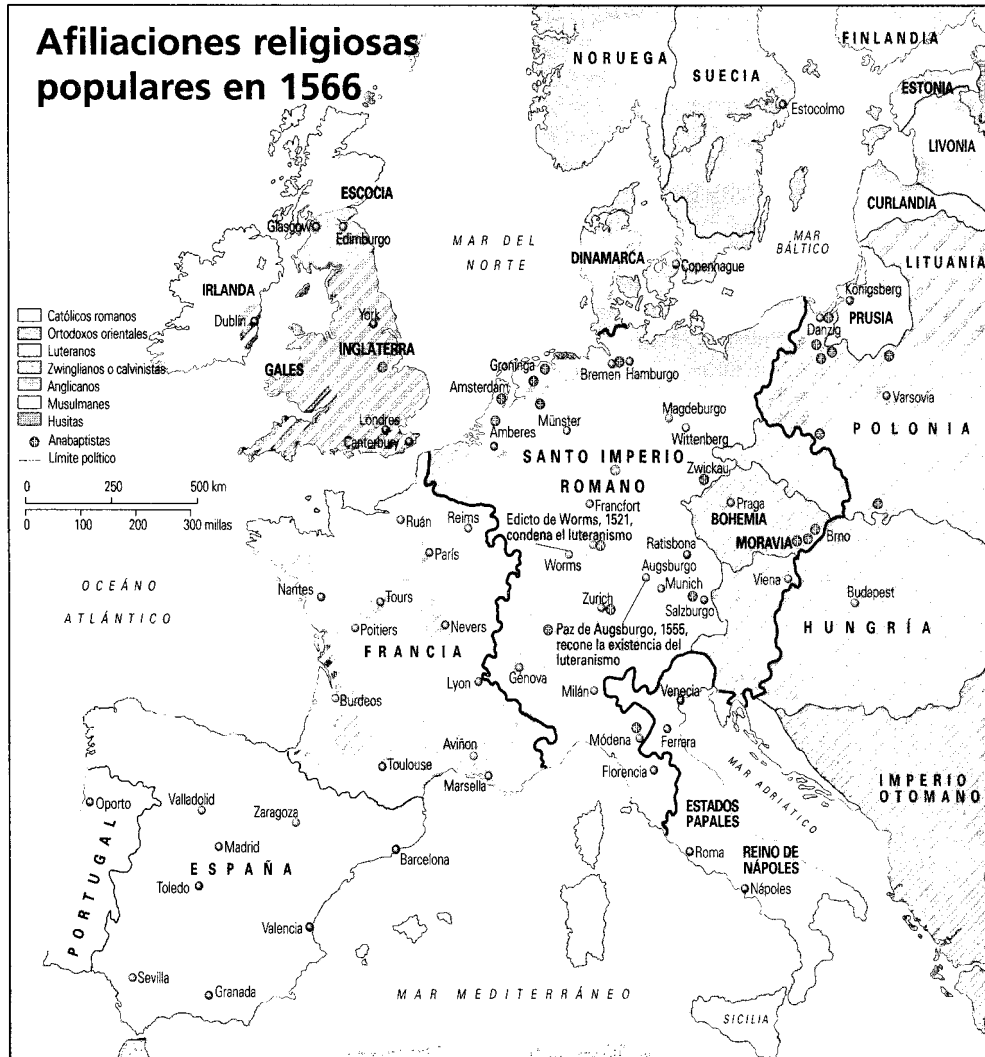 Afiliaciones religiosas
populares en 1566
NORUEGA
SUECIA
FINLANDIA
ESTONIA
Estocolmo
LIVONIA
ESCOCIA
CURLANDIA
Glasgow
Edimburgo
MAR DEL
NORTE
DINAMARCA
MAR
BÁLTICO
Copenhague
LITUANIA
IRLANDA
Königsberg
PRUSIA
Católicos romanos
Ortodoxos orientales
Luteranos
Zwinglianos o calvinistas
Anglicanos
Musulmanes
Husitas
Anabaptistas
Límite político
Dublín
York
INGLATERRA
GALES
Danzig
Groninga
Bremen Hamburgo
Amsterdam
Varsovia
Londres
Münster
Magdeburgo
Wittenberg
POLONIA
Canterbury
Amberes
SANTO IMPERIO
ROMANO
Zwickau
0 250 500 km
0 100 200 300 millas
Francfort
Praga
BOHEMIA
Ruán
Reims
Edicto de Worms, 1521,
condena el luteranismo
MORAVIA
Brno
París
Worms
Ratisbona
Augsburgo
Munich
Viena
OCEÁNO
ATLÁNTICO
Nantes
Tours
Zurich
Salzburgo
Budapest
Poitiers
Nevers
Paz de Augsburgo, 1555,
recone la existencia del
luteranismo
HUNGRÍA
FRANCIA
Lyon
Génova
Milán
Venecia
Burdeos
Módena
Ferrara
Aviñon
Toulouse
Marsella
Florencia
MAR ADRIÁTICO
IMPERIO
OTOMANO
Oporto
Valladolid
Zaragoza
ESTADOS
PAPALES
Madrid
Barcelona
Roma
REINO DE
NÁPOLES
ESPAÑA
Toledo
Nápoles
PORTUGAL
Valencia
Sevilla
Granada
MAR MEDITERRÁNEO
SICILIA